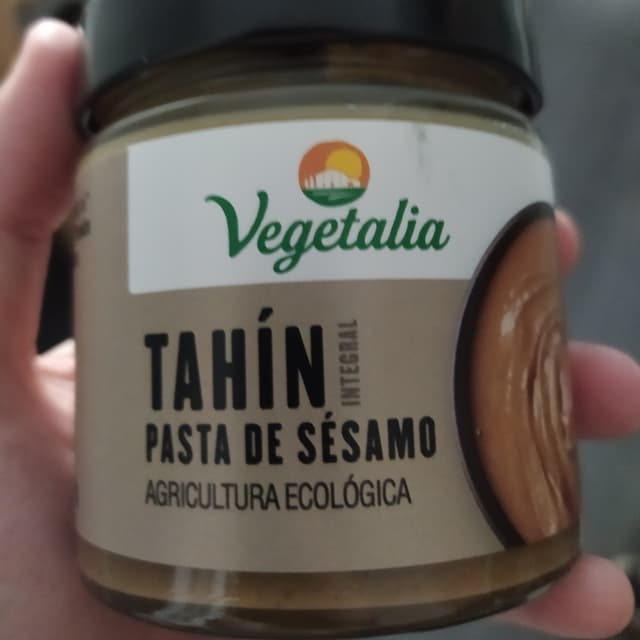 Vegetalia
TAHÍN INTEGRAL
PASTA DE SÉSAMO
AGRICULTURA ECOLÓGICA